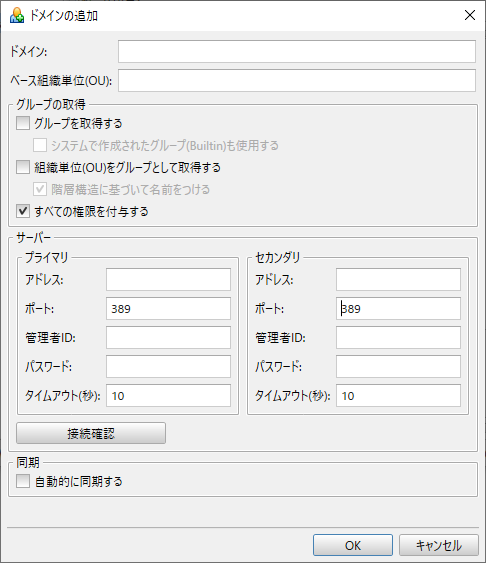 ドメインの追加
ドメイン:
ベース組織単位(OU):
グループの取得
グループを取得する
システムで作成されたグループ(Builtin)も使用する
組織単位(OU)をグループとして取得する
階層構造に基づいて名前をつける
すべての権限を付与する
サーバー
プライマリ
アドレス:
ポート: 389
管理者ID:
パスワード:
タイムアウト(秒): 10
セカンダリ
アドレス:
ポート: 389
管理者ID:
パスワード:
タイムアウト(秒): 10
接続確認
同期
自動的に同期する
OK
キャンセル